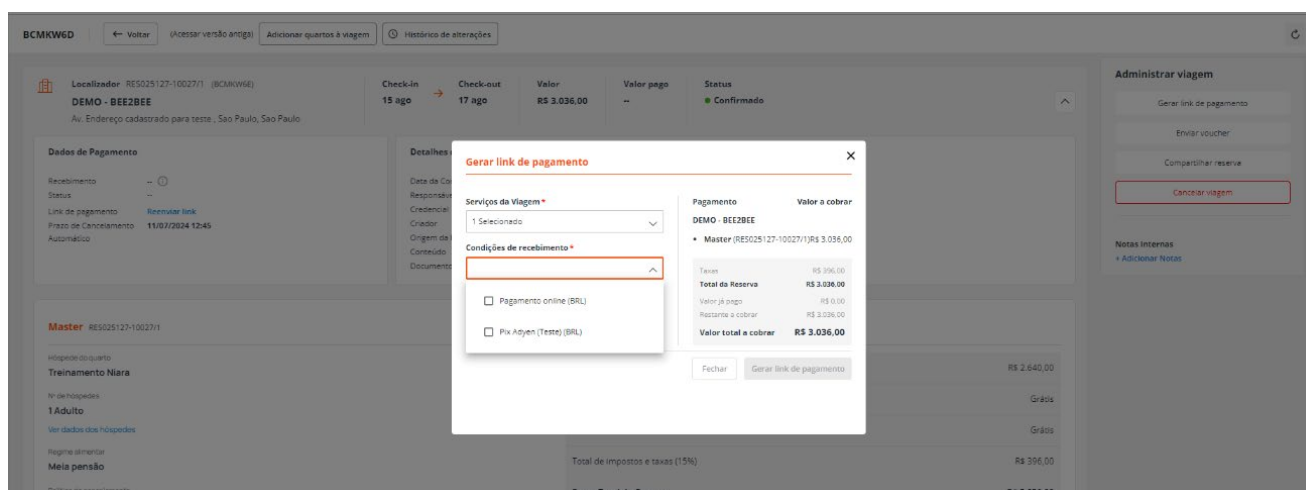 BCMKW6D
← Voltar
(Acessar versão antiga)
Adicionar quartos à viagem
Histórico de alterações
Localizador RES025127-10027/1 (BCMKW6E)
DEMO - BEE2BEE
Av. Endereço cadastrado para teste , Sao Paulo, Sao Paulo
Check-in
15 ago
→
Check-out
17 ago
Valor
R$ 3.036,00
Valor pago
--
Status
Confirmado
Administrar viagem
Gerar link de pagamento
Enviar voucher
Compartilhar reserva
Cancelar viagem
Notas Internas
+ Adicionar Notas
Dados de Pagamento
Recebimento --
Status --
Link de pagamento Reenviar link
Prazo de Cancelamento Automático 11/07/2024 12:45
Detalhes
Data da
Credencial
Criador
Origem da
Conteúdo
Gerar link de pagamento
Serviços da Viagem *
1 Selecionado
Condições de recebimento *
Pagamento online (BRL)
Pix Adyen (Teste) (BRL)
Pagamento Valor a cobrar
DEMO - BEE2BEE
• Master (RES025127-10027/1)R$ 3.036,00
Taxas R$ 396,00
Total da Reserva R$ 3.036,00
Valor já pago R$ 0,00
Restante a cobrar R$ 3.036,00
Valor total a cobrar R$ 3.036,00
Fechar
Gerar link de pagamento
Master RES025127-10027/1
Hóspede do quarto
Treinamento Niara
Nº de hóspedes
1 Adulto
Ver dados dos hóspedes
Regime alimentar
Meia pensão
R$ 2.640,00
Grátis
Grátis
Total de impostos e taxas (15%) R$ 396,00